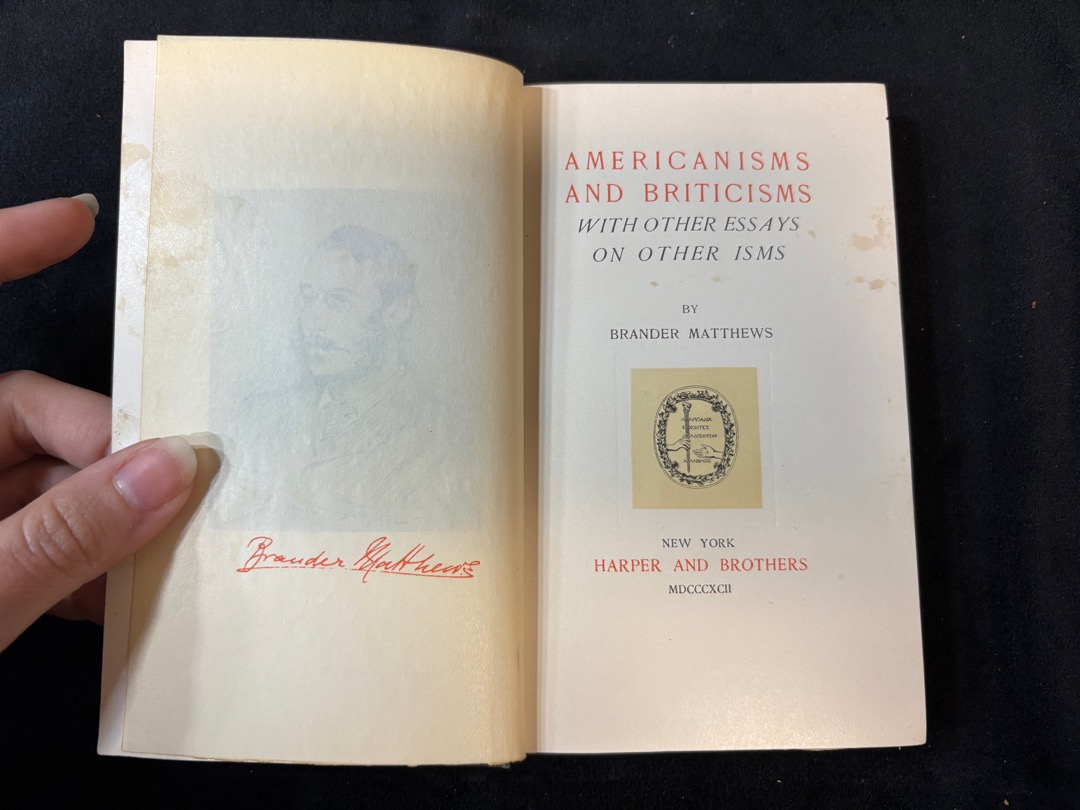 Brander Matthews
AMERICANISMS
AND BRITICISMS
WITH OTHER ESSAYS
ON OTHER ISMS
BY
BRANDER MATTHEWS
NEW YORK
HARPER AND BROTHERS
MDCCCXCII